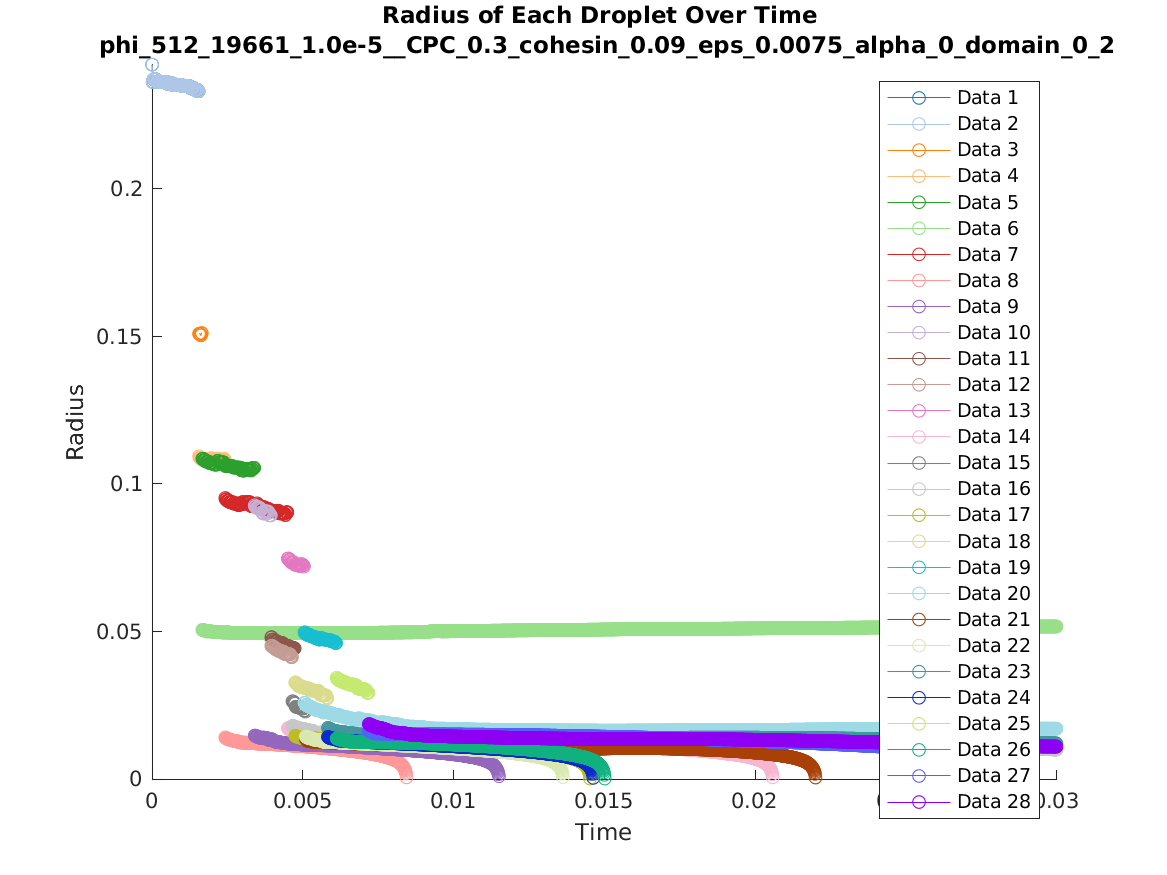 Radius of Each Droplet Over Time
phi_512_19661_1.0e-5__CPC_0.3_cohesin_0.09_eps_0.0075_alpha_0_domain_0_2
Radius
0.2
0.15
0.1
0.05
0
0
0.005
0.01
0.015
0.02
0.03
Time
Data 1
Data 2
Data 3
Data 4
Data 5
Data 6
Data 7
Data 8
Data 9
Data 10
Data 11
Data 12
Data 13
Data 14
Data 15
Data 16
Data 17
Data 18
Data 19
Data 20
Data 21
Data 22
Data 23
Data 24
Data 25
Data 26
Data 27
Data 28